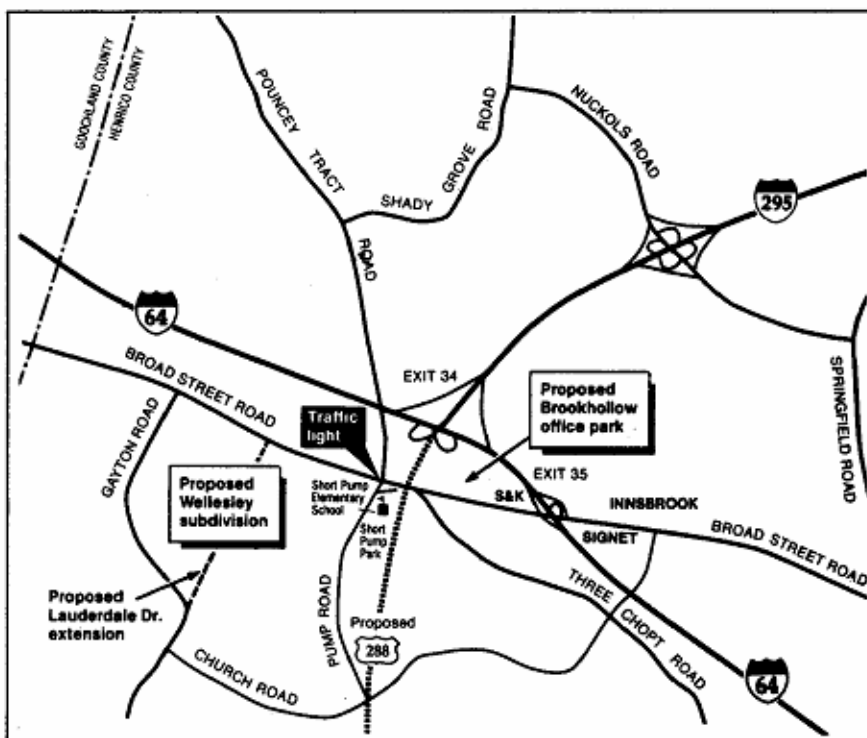 GOOCHLAND COUNTY
HENRICO COUNTY
POUNCEY
TRACT
ROAD
SHADY
GROVE
ROAD
NUCKOLS ROAD
295
64
EXIT 34
BROAD STREET ROAD
Proposed
Brookhollow
office park
SPRINGFIELD ROAD
Traffic
light
GAYTON ROAD
Proposed
Wellesley
subdivision
Short Pump
Elementary
School
Short
Pump
Park
S&K
EXIT 35
INNSBROOK
SIGNET
BROAD STREET ROAD
Proposed
Lauderdale Dr.
extension
PUMP ROAD
Proposed
288
THREE
CHOPT
ROAD
CHURCH ROAD
64